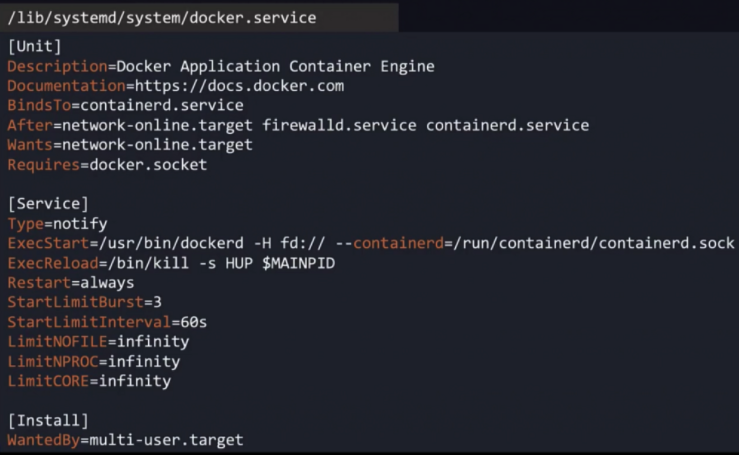 /lib/systemd/system/docker.service
[Unit]
Description=Docker Application Container Engine
Documentation=https://docs.docker.com
BindsTo=containerd.service
After=network-online.target firewalld.service containerd.service
Wants=network-online.target
Requires=docker.socket
[Service]
Type=notify
ExecStart=/usr/bin/dockerd -H fd:// --containerd=/run/containerd/containerd.sock
ExecReload=/bin/kill -s HUP $MAINPID
Restart=always
StartLimitBurst=3
StartLimitInterval=60s
LimitNOFILE=infinity
LimitNPROC=infinity
LimitCORE=infinity
[Install]
WantedBy=multi-user.target